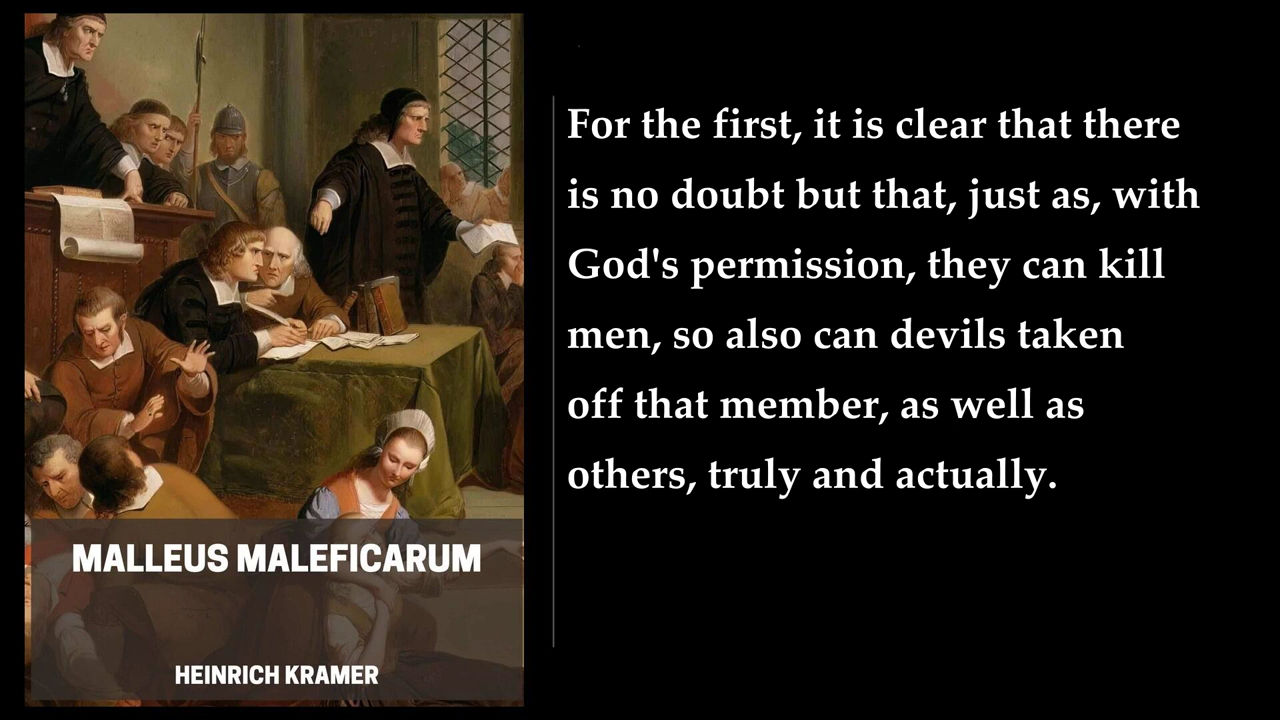 MALLEUS MALEFICARUM
HEINRICH KRAMER
For the first, it is clear that there
is no doubt but that, just as, with
God's permission, they can kill
men, so also can devils taken
off that member, as well as
others, truly and actually.